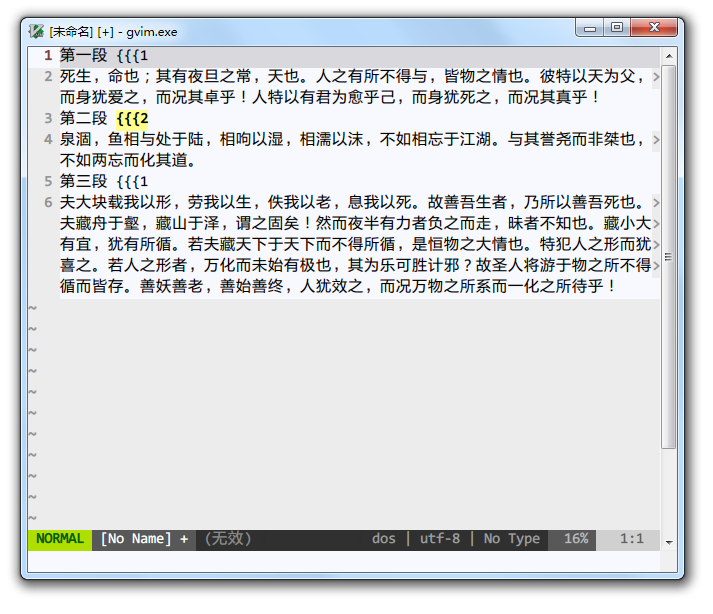 [未命名] [+] - gvim.exe
1 第一段 {{{1
2 死生，命也；其有夜旦之常，天也。人之有所不得与，皆物之情也。彼特以天为父，>
而身犹爱之，而况其卓乎！人特以有君为愈乎己，而身犹死之，而况其真乎！
3 第二段 {{{2
4 泉涸，鱼相与处于陆，相呴以湿，相濡以沫，不如相忘于江湖。与其誉尧而非桀也，>
不如两忘而化其道。
5 第三段 {{{1
6 夫大块载我以形，劳我以生，佚我以老，息我以死。故善吾生者，乃所以善吾死也。>
夫藏舟于壑，藏山于泽，谓之固矣！然而夜半有力者负之而走，昧者不知也。藏小大>
有宜，犹有所循。若夫藏天下于天下而不得所循，是恒物之大情也。特犯人之形而犹>
喜之。若人之形者，万化而未始有极也，其为乐可胜计邪？故圣人将游于物之所不得>
循而皆存。善妖善老，善始善终，人犹效之，而况万物之所系而一化之所待乎！
~
~
~
~
~
~
~
~
~
~
~
NORMAL [No Name] + (无效) dos | utf-8 | No Type 16% 1:1